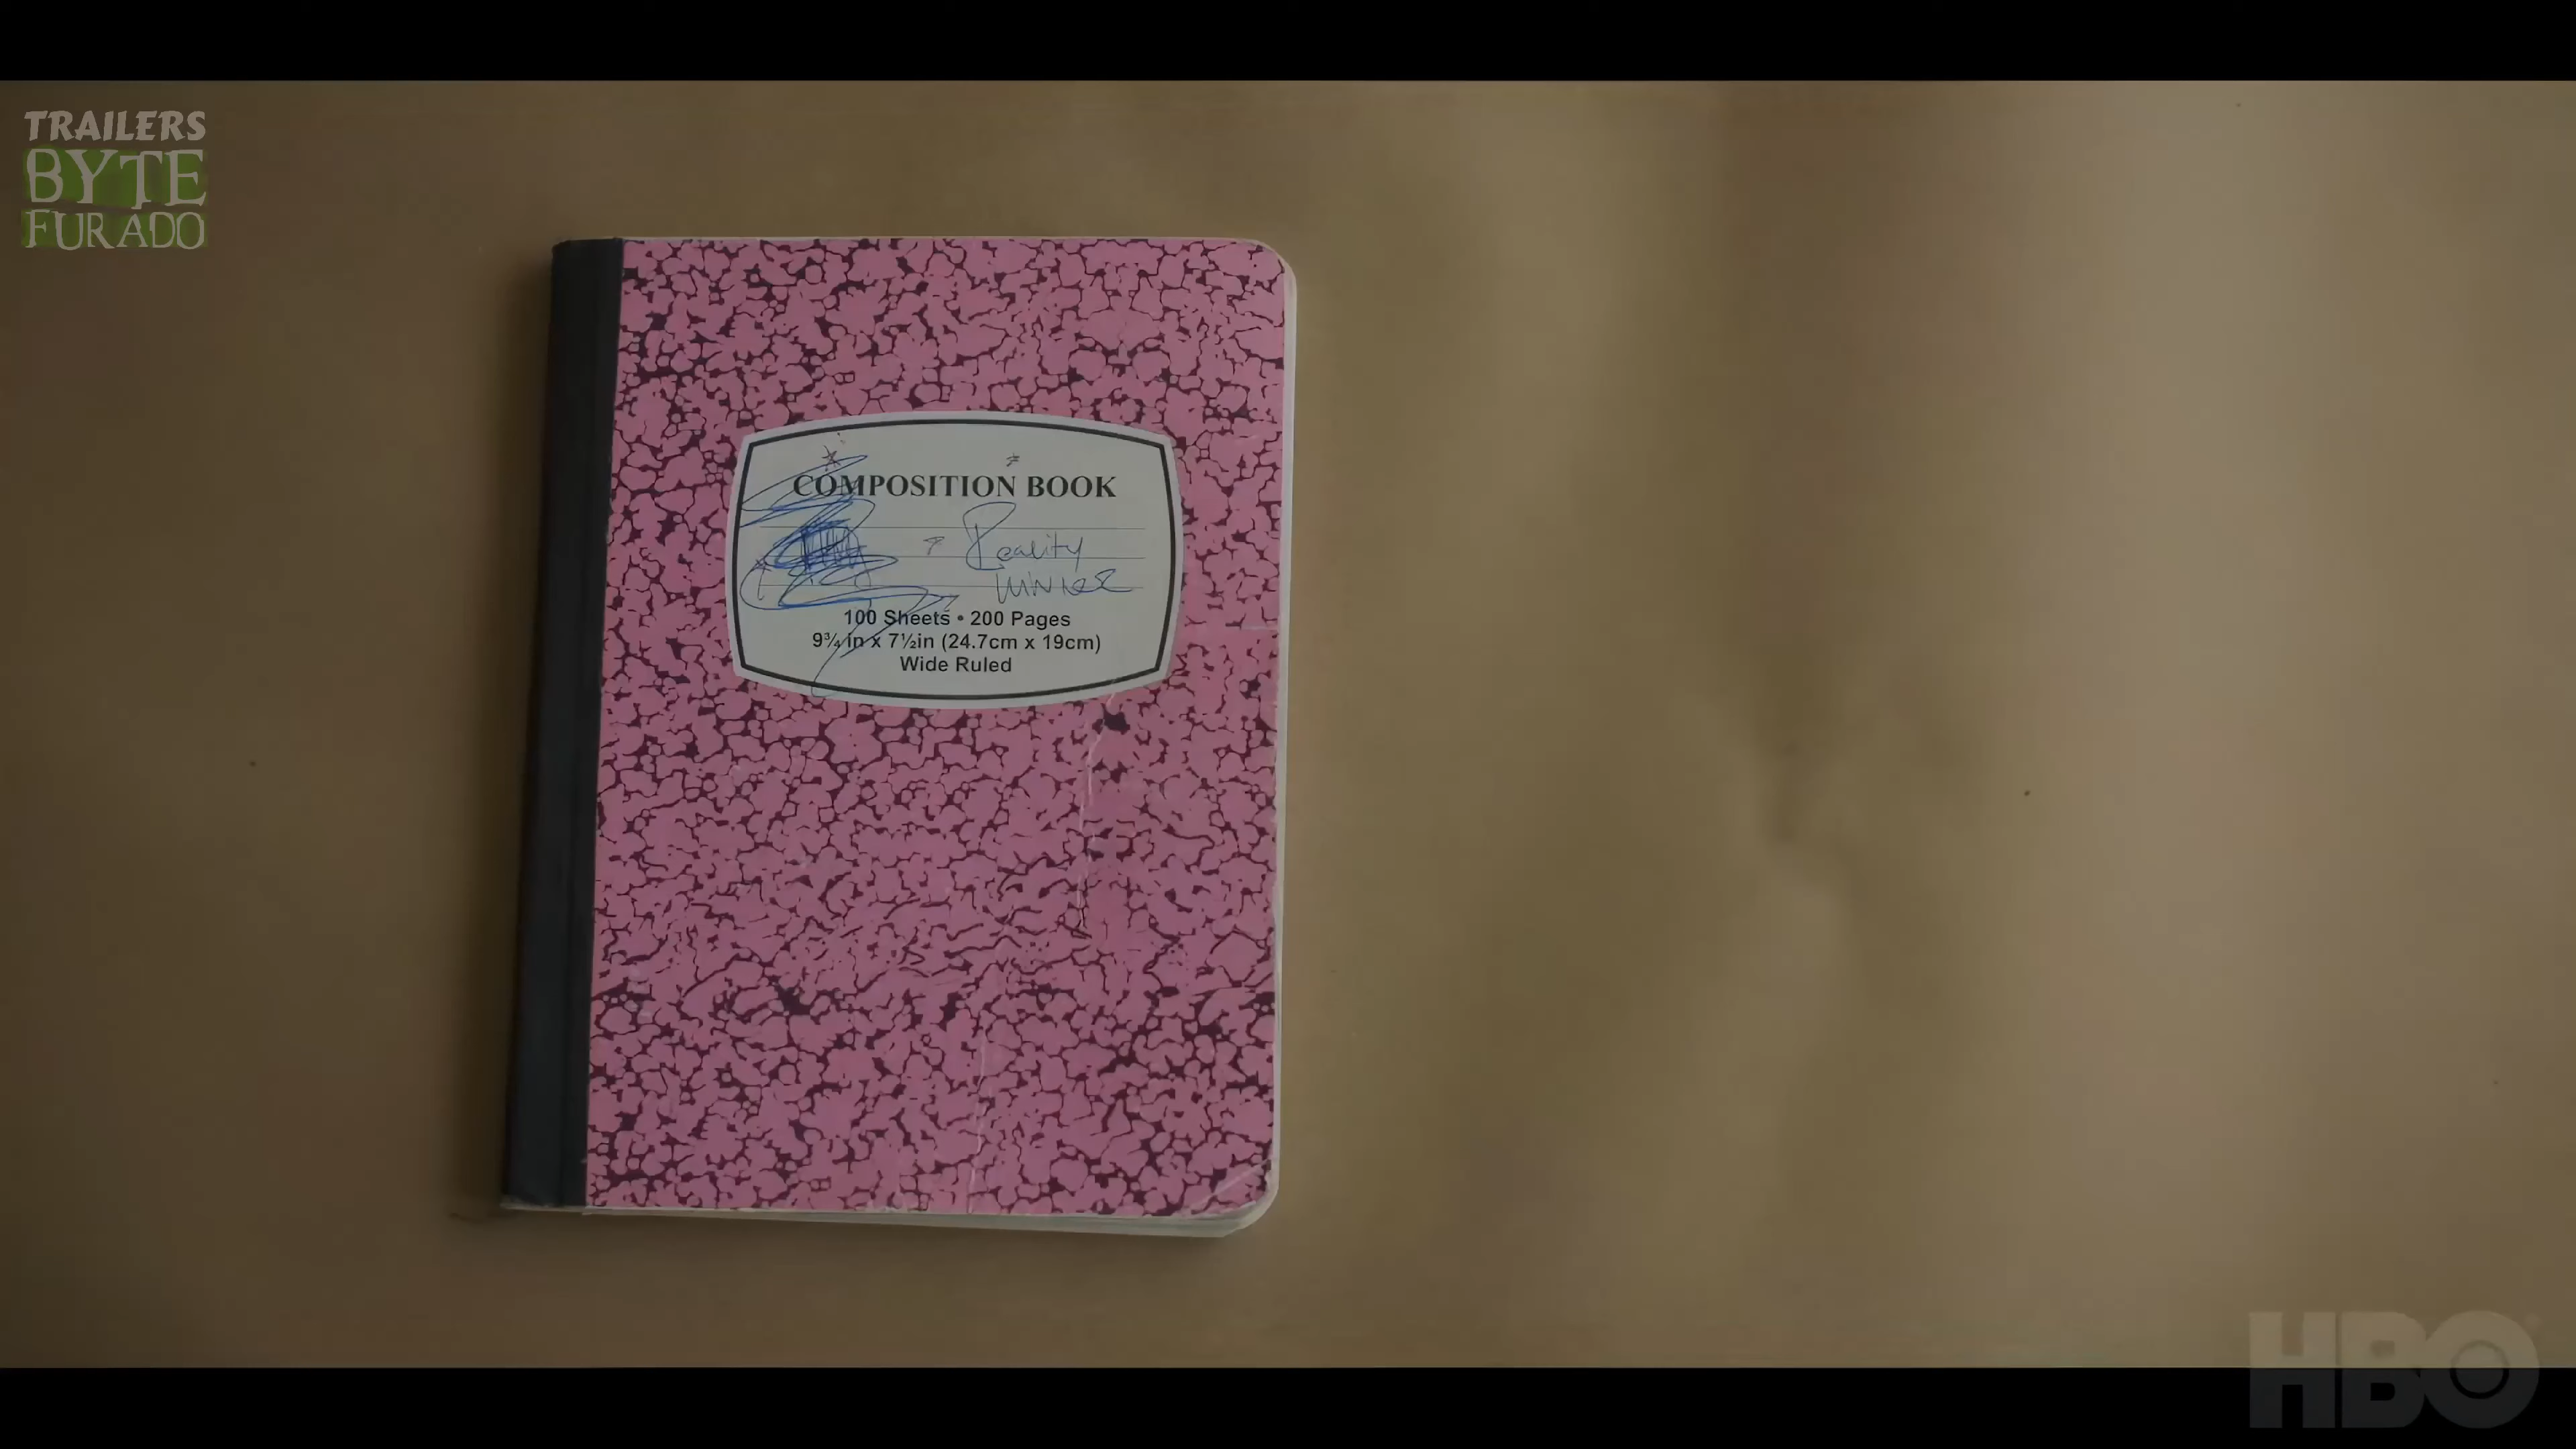 TRAILERS
BYTE
FURADO
COMPOSITION BOOK
Reality
Winner
100 Sheets • 200 Pages
9¾ in x 7½in (24.7cm x 19cm)
Wide Ruled
HBO